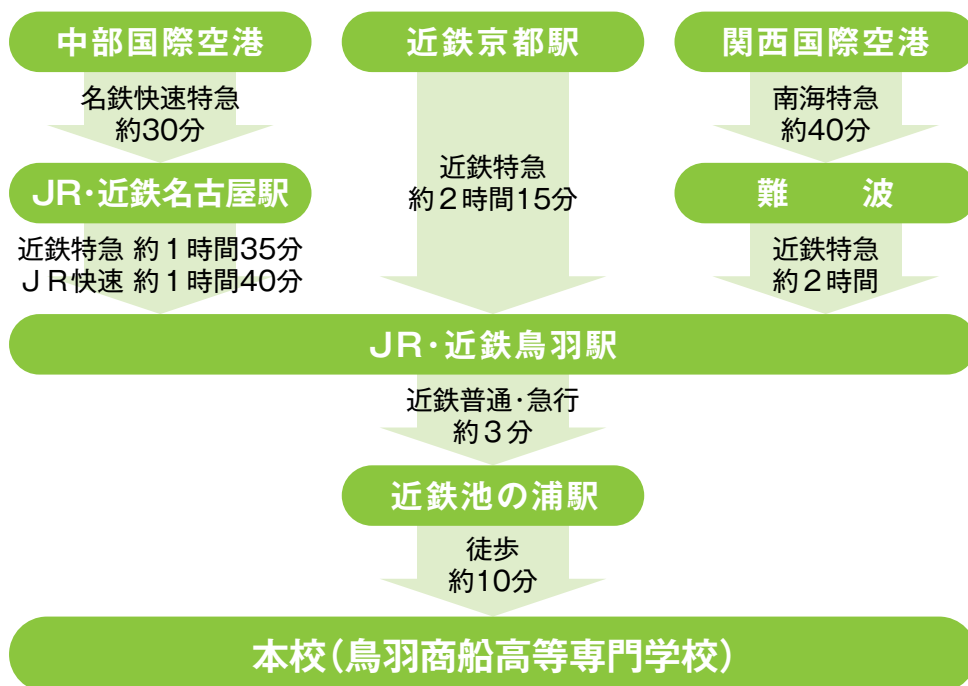 中部国際空港
近鉄京都駅
関西国際空港
名鉄快速特急
約30分
南海特急
約40分
JR・近鉄名古屋駅
近鉄特急
約2時間15分
難　波
近鉄特急 約1時間35分
JR快速 約1時間40分
近鉄特急
約2時間
JR・近鉄鳥羽駅
近鉄普通・急行
約3分
近鉄池の浦駅
徒歩
約10分
本校(鳥羽商船高等専門学校)